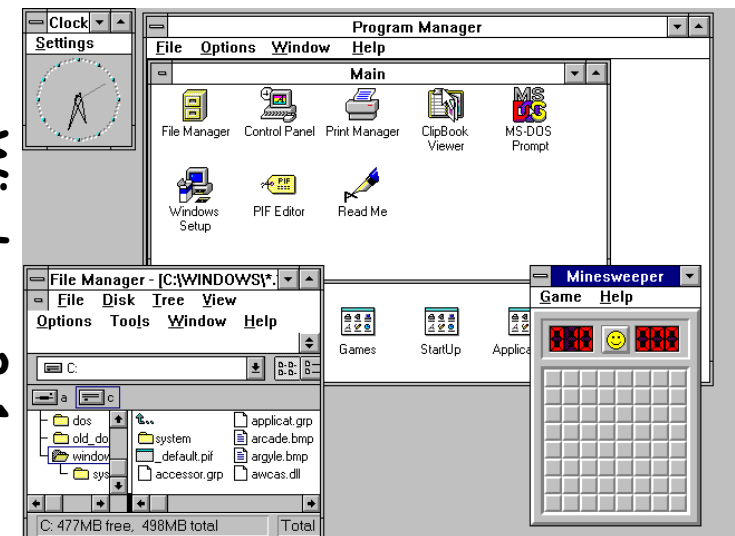 Clock
Settings
Program Manager
File Options Window Help
Main
File Manager
Control Panel
Print Manager
ClipBook Viewer
MS-DOS Prompt
Windows Setup
PIF Editor
Read Me
File Manager - [C:\WINDOWS\*.
File Disk Tree View
Options Tools Window Help
C:
a c
dos
old_do
window
sys
system
_default.pif
accessor.grp
applicat.grp
arcade.bmp
argyle.bmp
awcas.dll
C: 477MB free, 498MB total Total
Games
StartUp
Applica
Minesweeper
Game Help